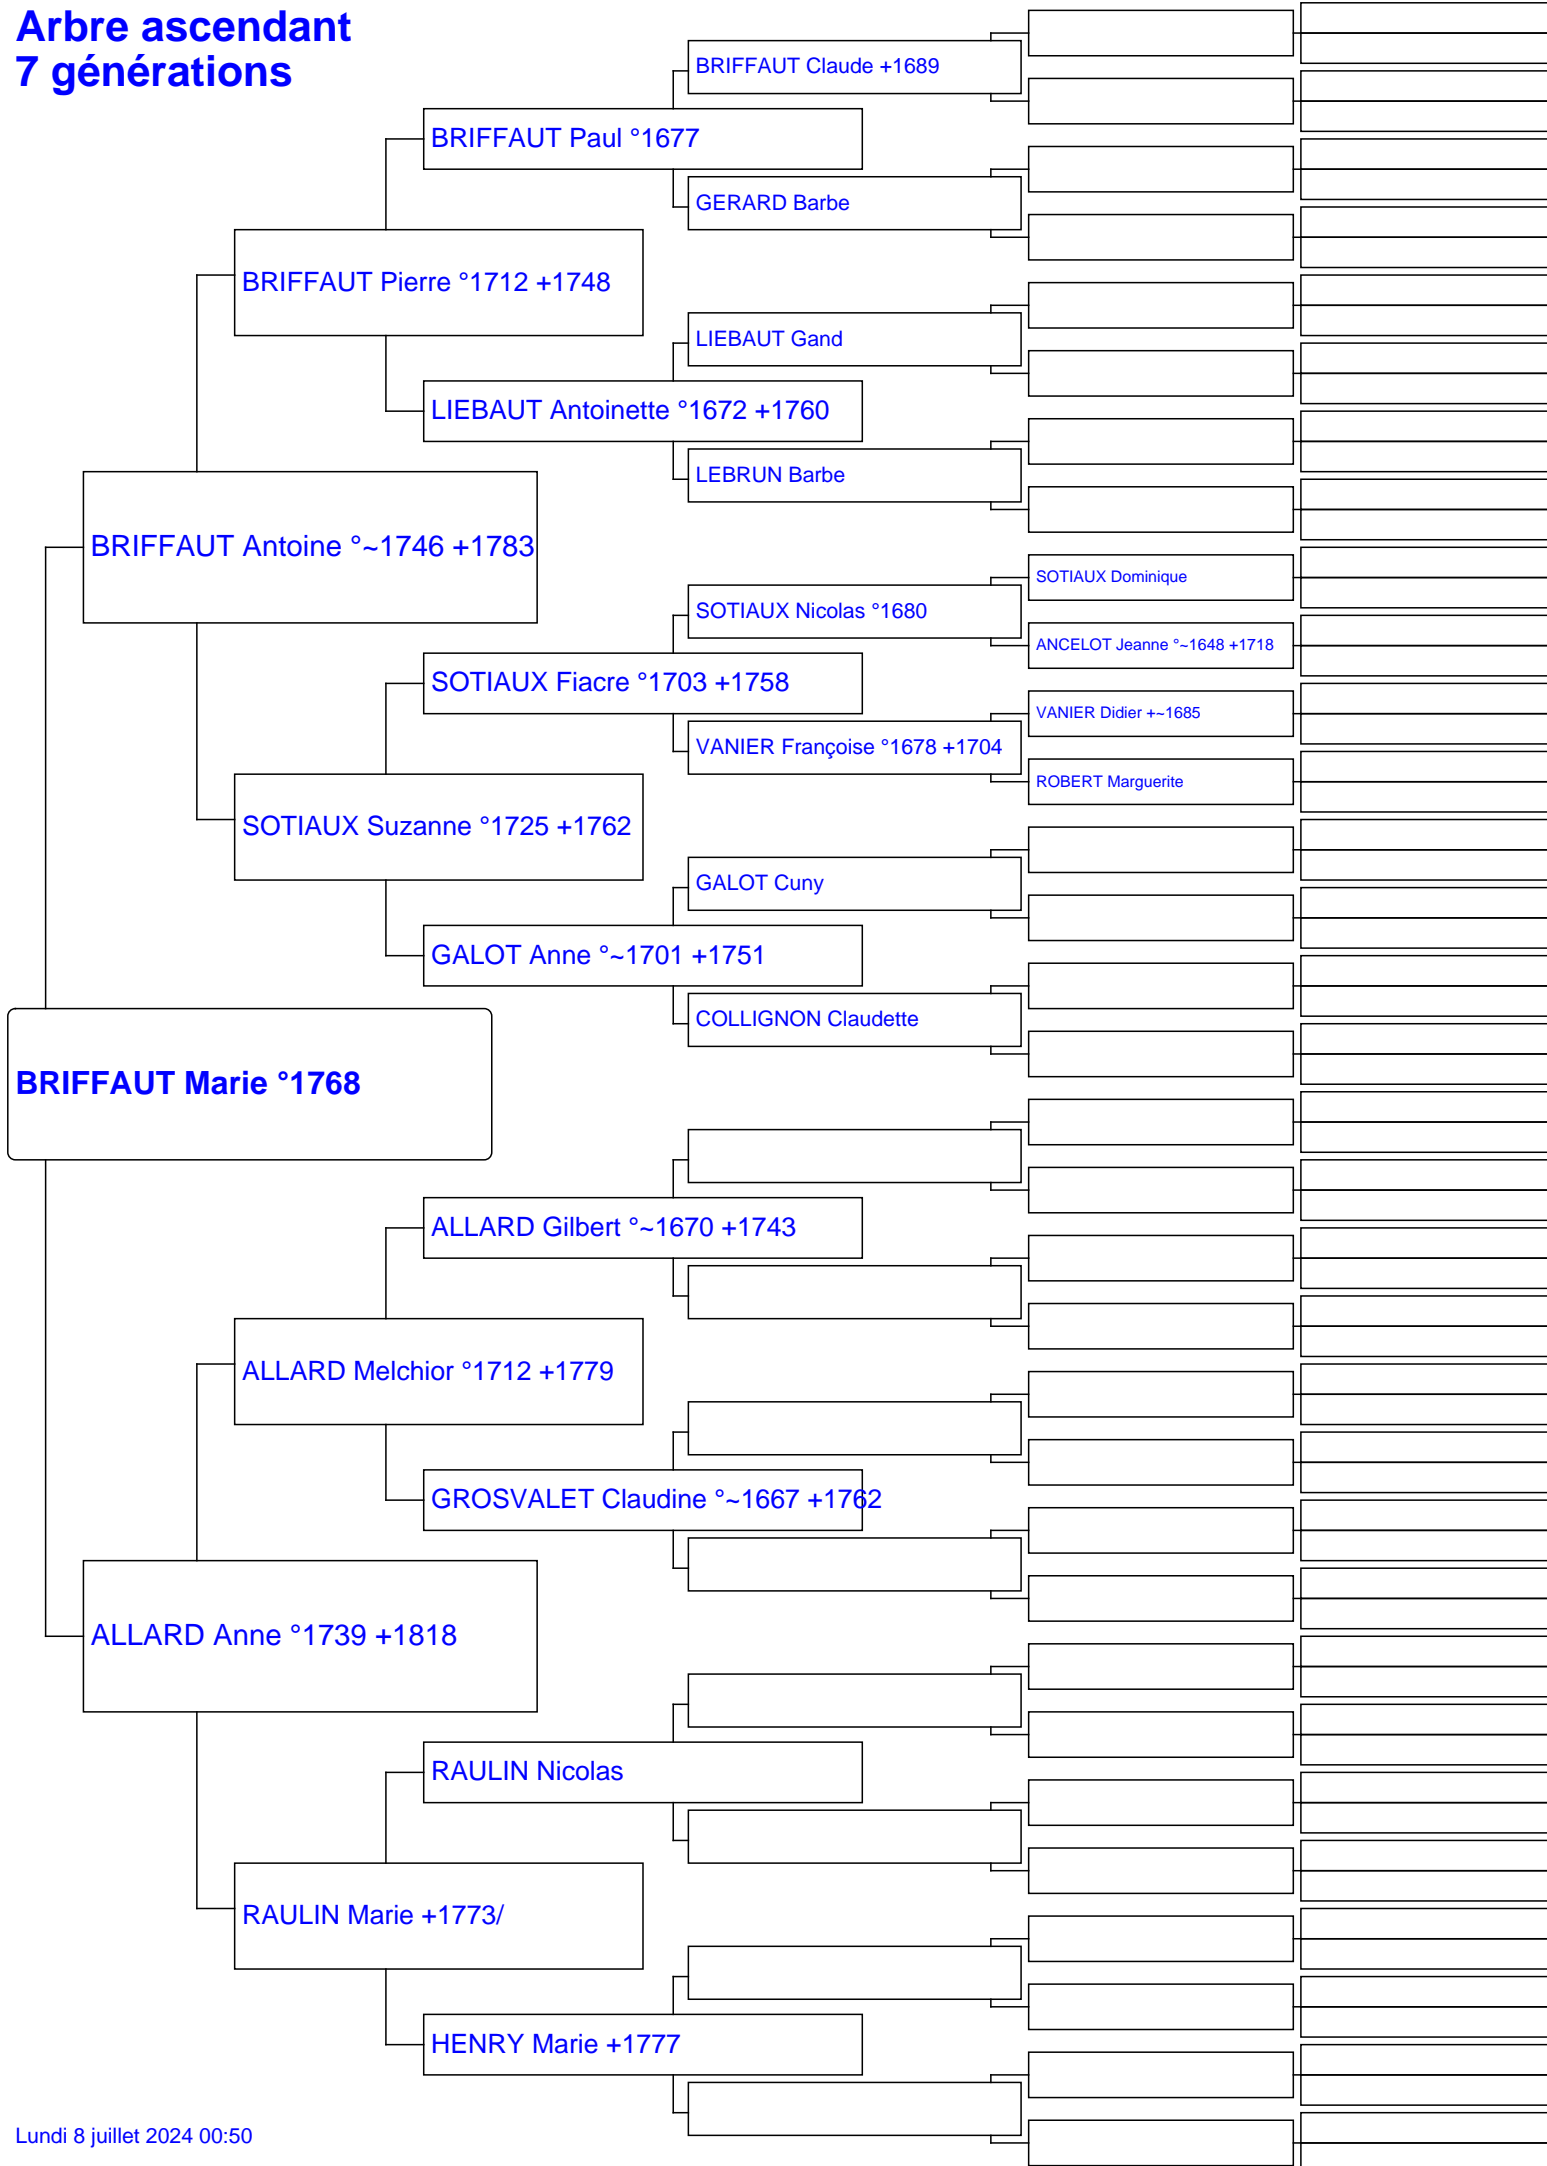 Arbre ascendant
7 générations
BRIFFAUT Claude +1689
BRIFFAUT Paul °1677
GERARD Barbe
BRIFFAUT Pierre °1712 +1748
LIEBAUT Gand
LIEBAUT Antoinette °1672 +1760
LEBRUN Barbe
BRIFFAUT Antoine °~1746 +1783
SOTIAUX Dominique
SOTIAUX Nicolas °1680
ANCELOT Jeanne °~1648 +1718
SOTIAUX Fiacre °1703 +1758
VANIER Didier +~1685
VANIER Françoise °1678 +1704
ROBERT Marguerite
SOTIAUX Suzanne °1725 +1762
GALOT Cuny
GALOT Anne °~1701 +1751
COLLIGNON Claudette
BRIFFAUT Marie °1768
ALLARD Gilbert °~1670 +1743
ALLARD Melchior °1712 +1779
GROSVALET Claudine °~1667 +1762
ALLARD Anne °1739 +1818
RAULIN Nicolas
RAULIN Marie +1773/
HENRY Marie +1777
Lundi 8 juillet 2024 00:50